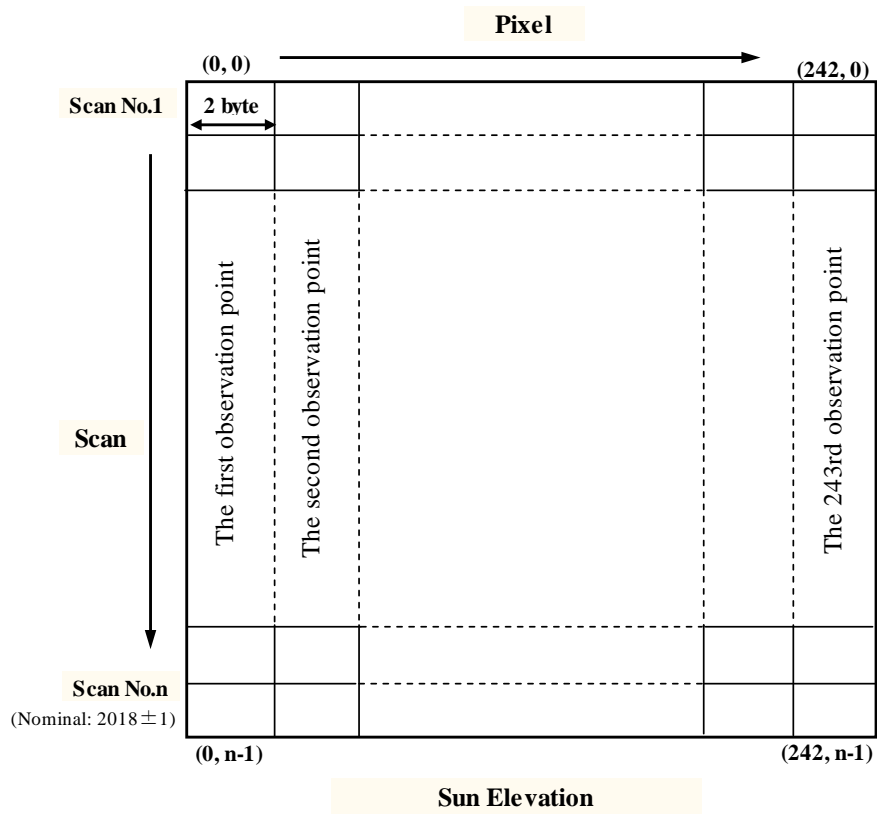 Pixel
(0, 0)
(242, 0)
Scan No.1
2 byte
The first observation point
The second observation point
The 243rd observation point
Scan
Scan No.n
(Nominal: 2018±1)
(0, n-1)
(242, n-1)
Sun Elevation